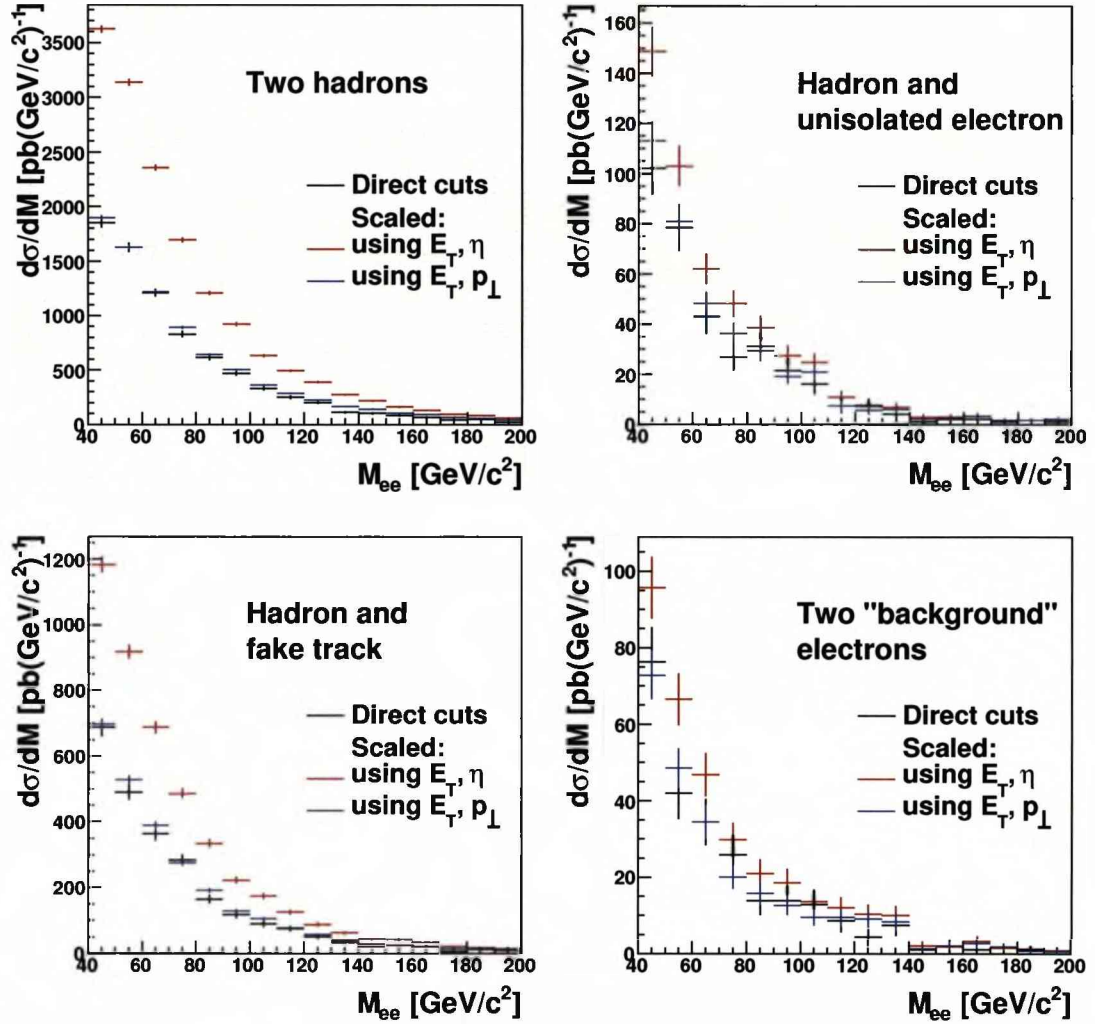 dσ/dM [pb(GeV/c²)⁻¹]
3500
3000
2500
2000
1500
1000
500
0
Two hadrons
Direct cuts
Scaled:
using E_T, η
using E_T, p_⊥
40 60 80 100 120 140 160 180 200
M_ee [GeV/c²]
dσ/dM [pb(GeV/c²)⁻¹]
160
140
120
100
80
60
40
20
0
Hadron and
unisolated electron
Direct cuts
Scaled:
using E_T, η
using E_T, p_⊥
40 60 80 100 120 140 160 180 200
M_ee [GeV/c²]
dσ/dM [pb(GeV/c²)⁻¹]
1200
1000
800
600
400
200
0
Hadron and
fake track
Direct cuts
Scaled:
using E_T, η
using E_T, p_⊥
40 60 80 100 120 140 160 180 200
M_ee [GeV/c²]
dσ/dM [pb(GeV/c²)⁻¹]
100
80
60
40
20
0
Two "background"
electrons
Direct cuts
Scaled:
using E_T, η
using E_T, p_⊥
40 60 80 100 120 140 160 180 200
M_ee [GeV/c²]